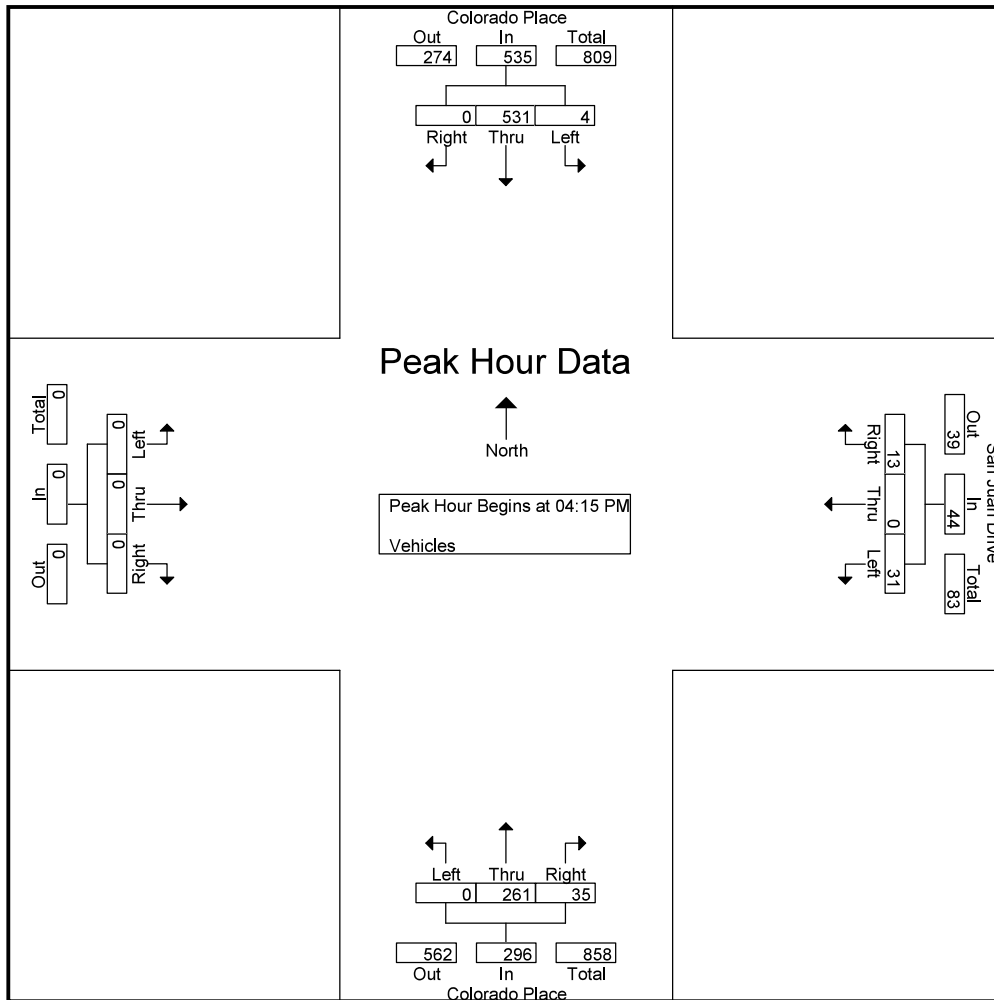 Colorado Place
Out In Total
274 535 809
0 531 4
Right Thru Left
Peak Hour Data
North
Peak Hour Begins at 04:15 PM
Vehicles
Total In Out
0 0 0
0 0 0
Left Thru Right
San Juan Drive
Out In Total
39 44 83
13 0 31
Right Thru Left
Left Thru Right
0 261 35
562 296 858
Out In Total
Colorado Place